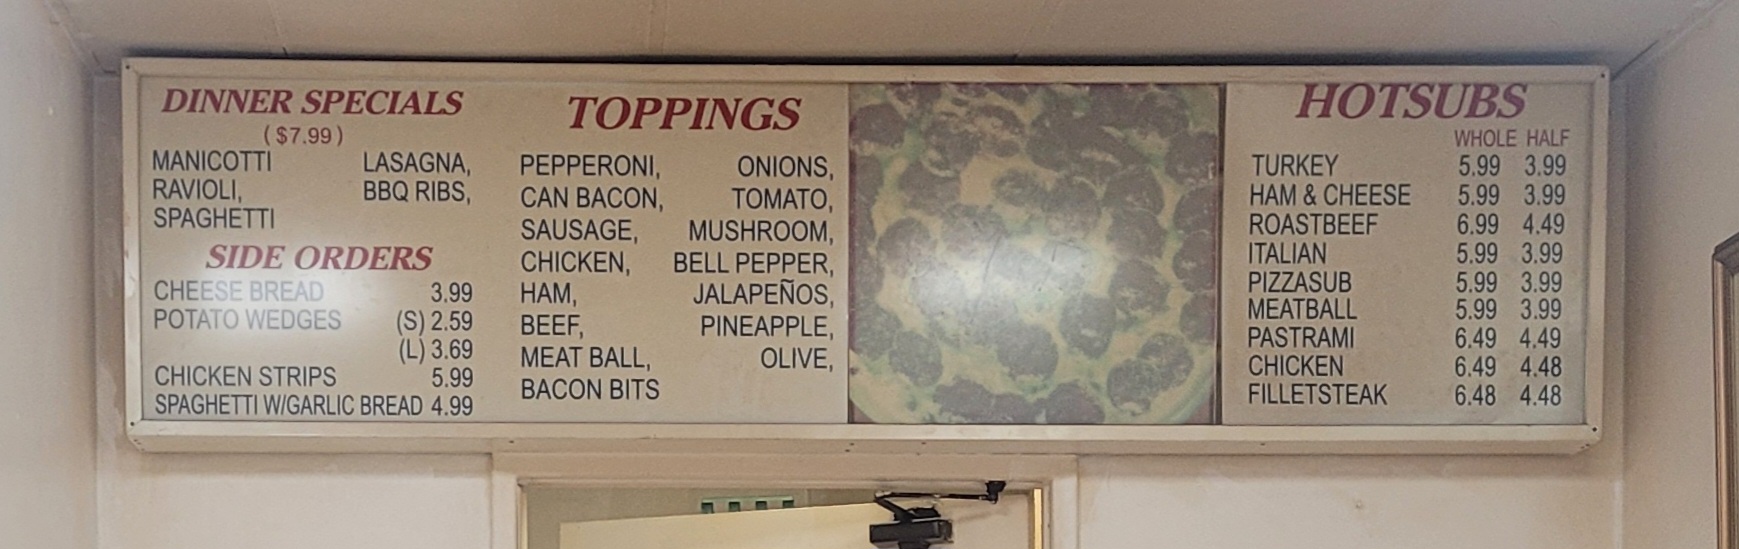 DINNER SPECIALS
( $7.99 )
MANICOTTI LASAGNA,
RAVIOLI, BBQ RIBS,
SPAGHETTI
SIDE ORDERS
CHEESE BREAD 3.99
POTATO WEDGES (S) 2.59
(L) 3.69
CHICKEN STRIPS 5.99
SPAGHETTI W/GARLIC BREAD 4.99
TOPPINGS
PEPPERONI, ONIONS,
CAN BACON, TOMATO,
SAUSAGE, MUSHROOM,
CHICKEN, BELL PEPPER,
HAM, JALAPEÑOS,
BEEF, PINEAPPLE,
MEAT BALL, OLIVE,
BACON BITS
HOTSUBS
WHOLE HALF
TURKEY 5.99 3.99
HAM & CHEESE 5.99 3.99
ROASTBEEF 6.99 4.49
ITALIAN 5.99 3.99
PIZZASUB 5.99 3.99
MEATBALL 5.99 3.99
PASTRAMI 6.49 4.49
CHICKEN 6.49 4.48
FILLETSTEAK 6.48 4.48